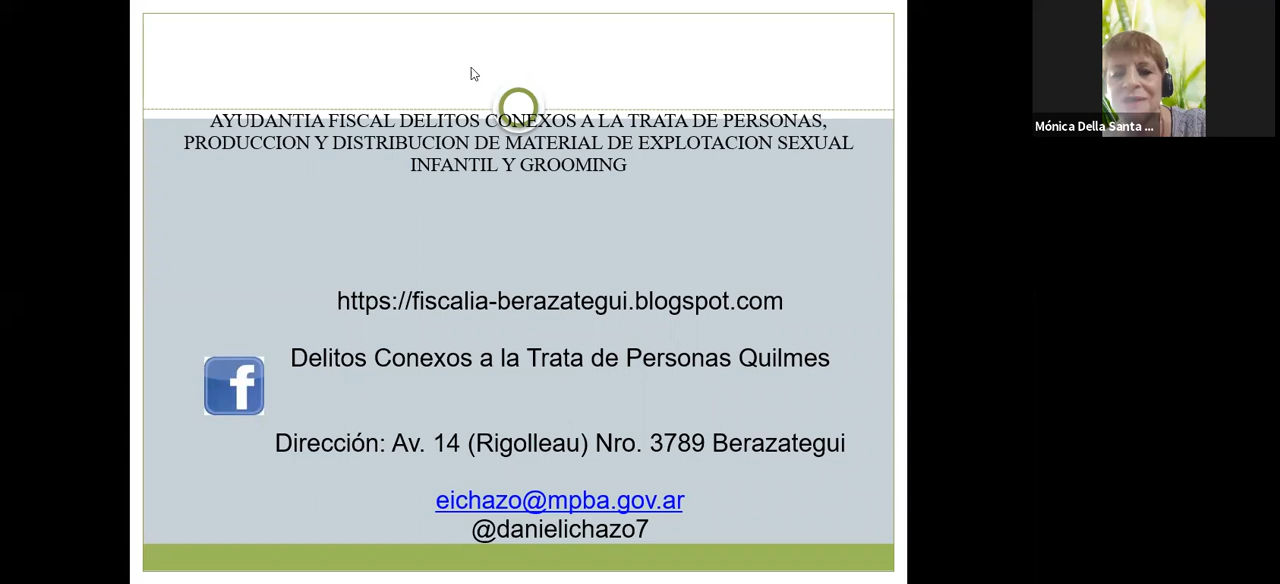 AYUDANTIA FISCAL DELITOS CONEXOS A LA TRATA DE PERSONAS,
PRODUCCION Y DISTRIBUCION DE MATERIAL DE EXPLOTACION SEXUAL
INFANTIL Y GROOMING
https://fiscalia-berazategui.blogspot.com
Delitos Conexos a la Trata de Personas Quilmes
f
Dirección: Av. 14 (Rigolleau) Nro. 3789 Berazategui
eichazo@mpba.gov.ar
@danielichazo7
Mónica Della Santa ...